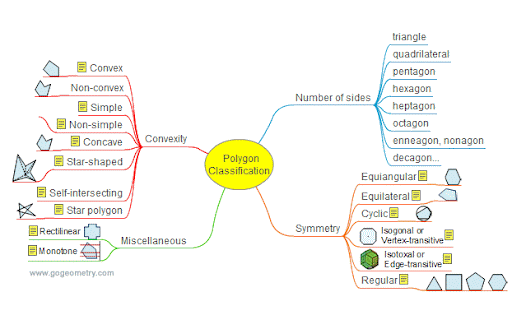 Polygon
Classification
Convexity
Convex
Non-convex
Simple
Non-simple
Concave
Star-shaped
Self-intersecting
Star polygon
Miscellaneous
Rectilinear
Monotone
Number of sides
triangle
quadrilateral
pentagon
hexagon
heptagon
octagon
enneagon, nonagon
decagon...
Symmetry
Equiangular
Equilateral
Cyclic
Isogonal or
Vertex-transitive
Isotoxal or
Edge-transitive
Regular
www.gogeometry.com